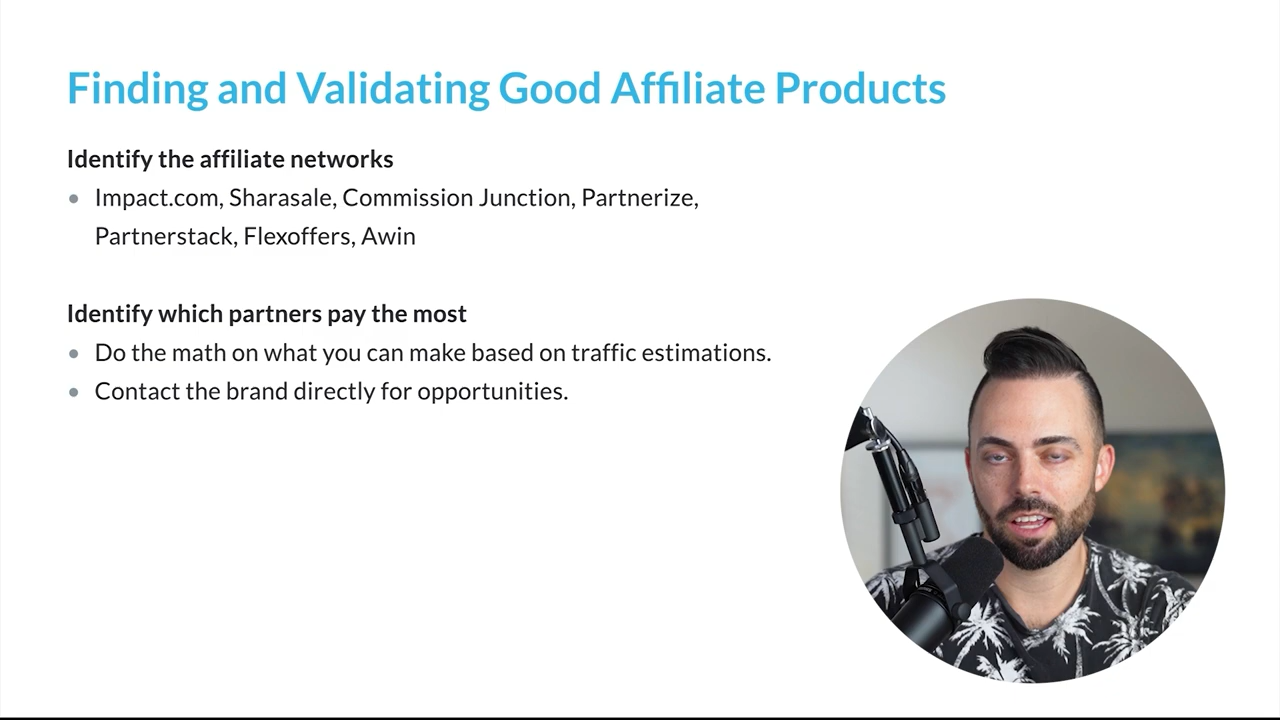 Finding and Validating Good Affiliate Products
Identify the affiliate networks
• Impact.com, Sharasale, Commission Junction, Partnerize,
Partnerstack, Flexoffers, Awin
Identify which partners pay the most
• Do the math on what you can make based on traffic estimations.
• Contact the brand directly for opportunities.